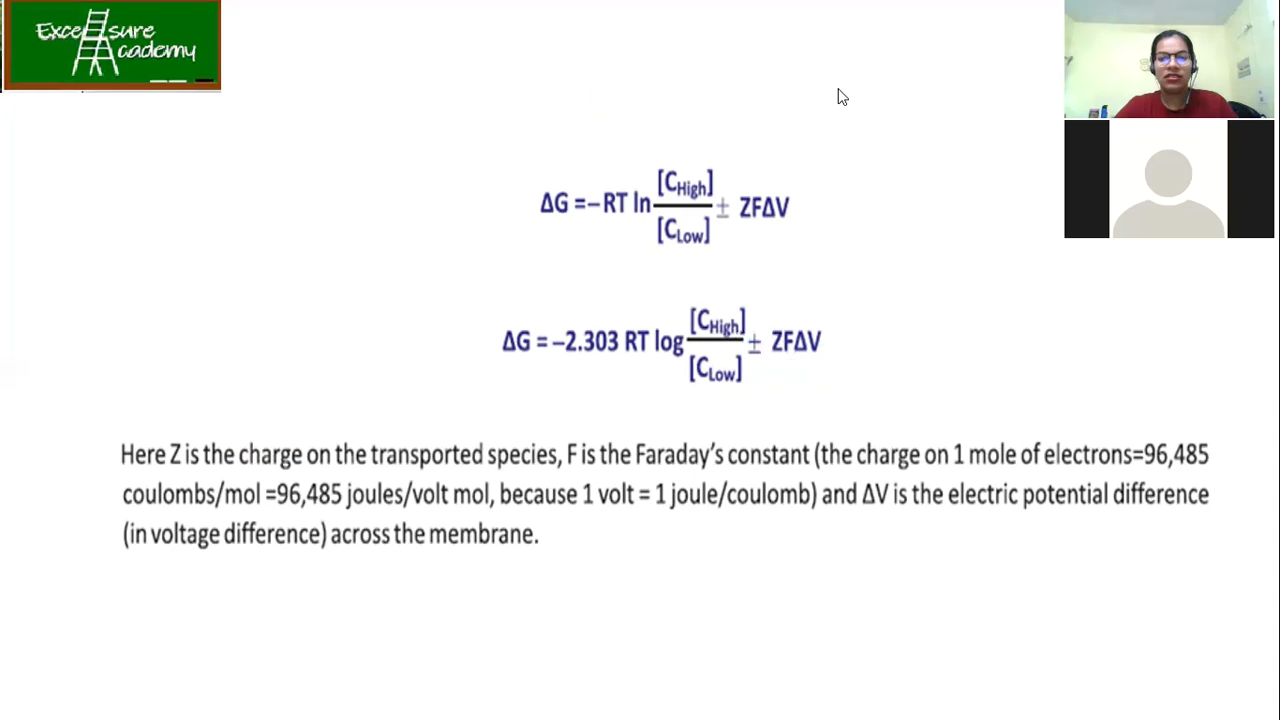 Exce sure
cademy
ΔG =– RT ln [C_High]/[C_Low] ± ZFΔV
ΔG = –2.303 RT log [C_High]/[C_Low] ± ZFΔV
Here Z is the charge on the transported species, F is the Faraday's constant (the charge on 1 mole of electrons=96,485
coulombs/mol =96,485 joules/volt mol, because 1 volt = 1 joule/coulomb) and ΔV is the electric potential difference
(in voltage difference) across the membrane.